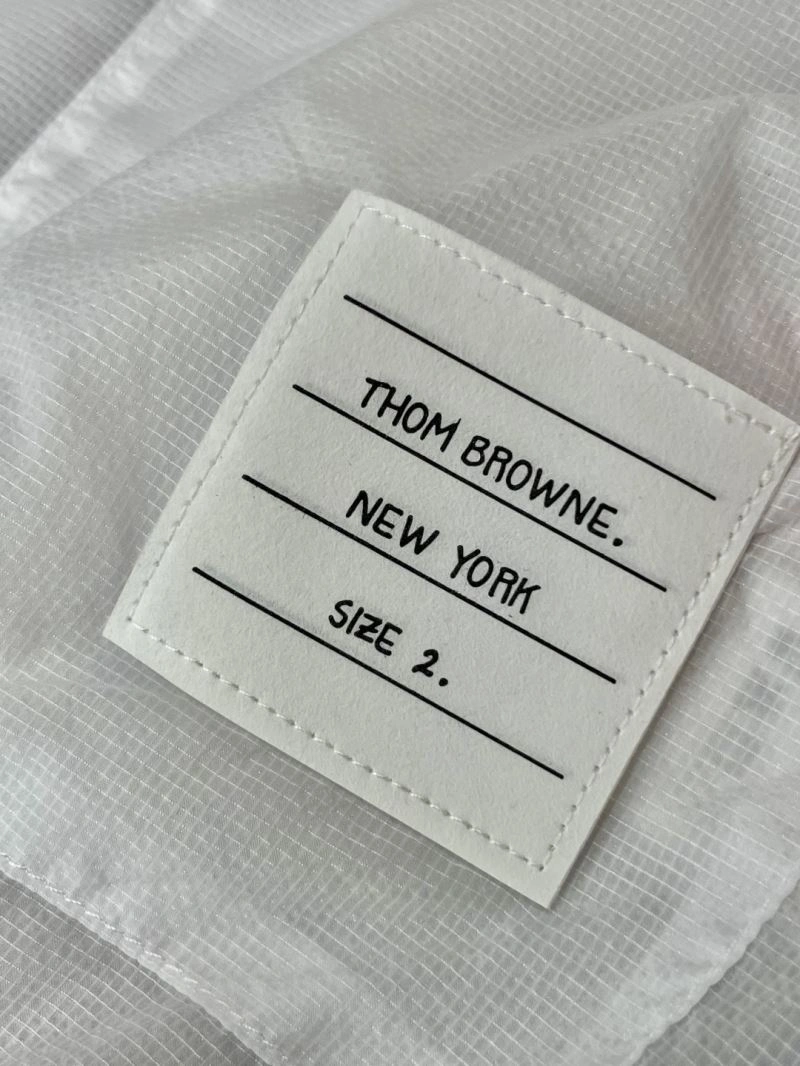 THOM BROWNE.
NEW YORK
SIZE 2.